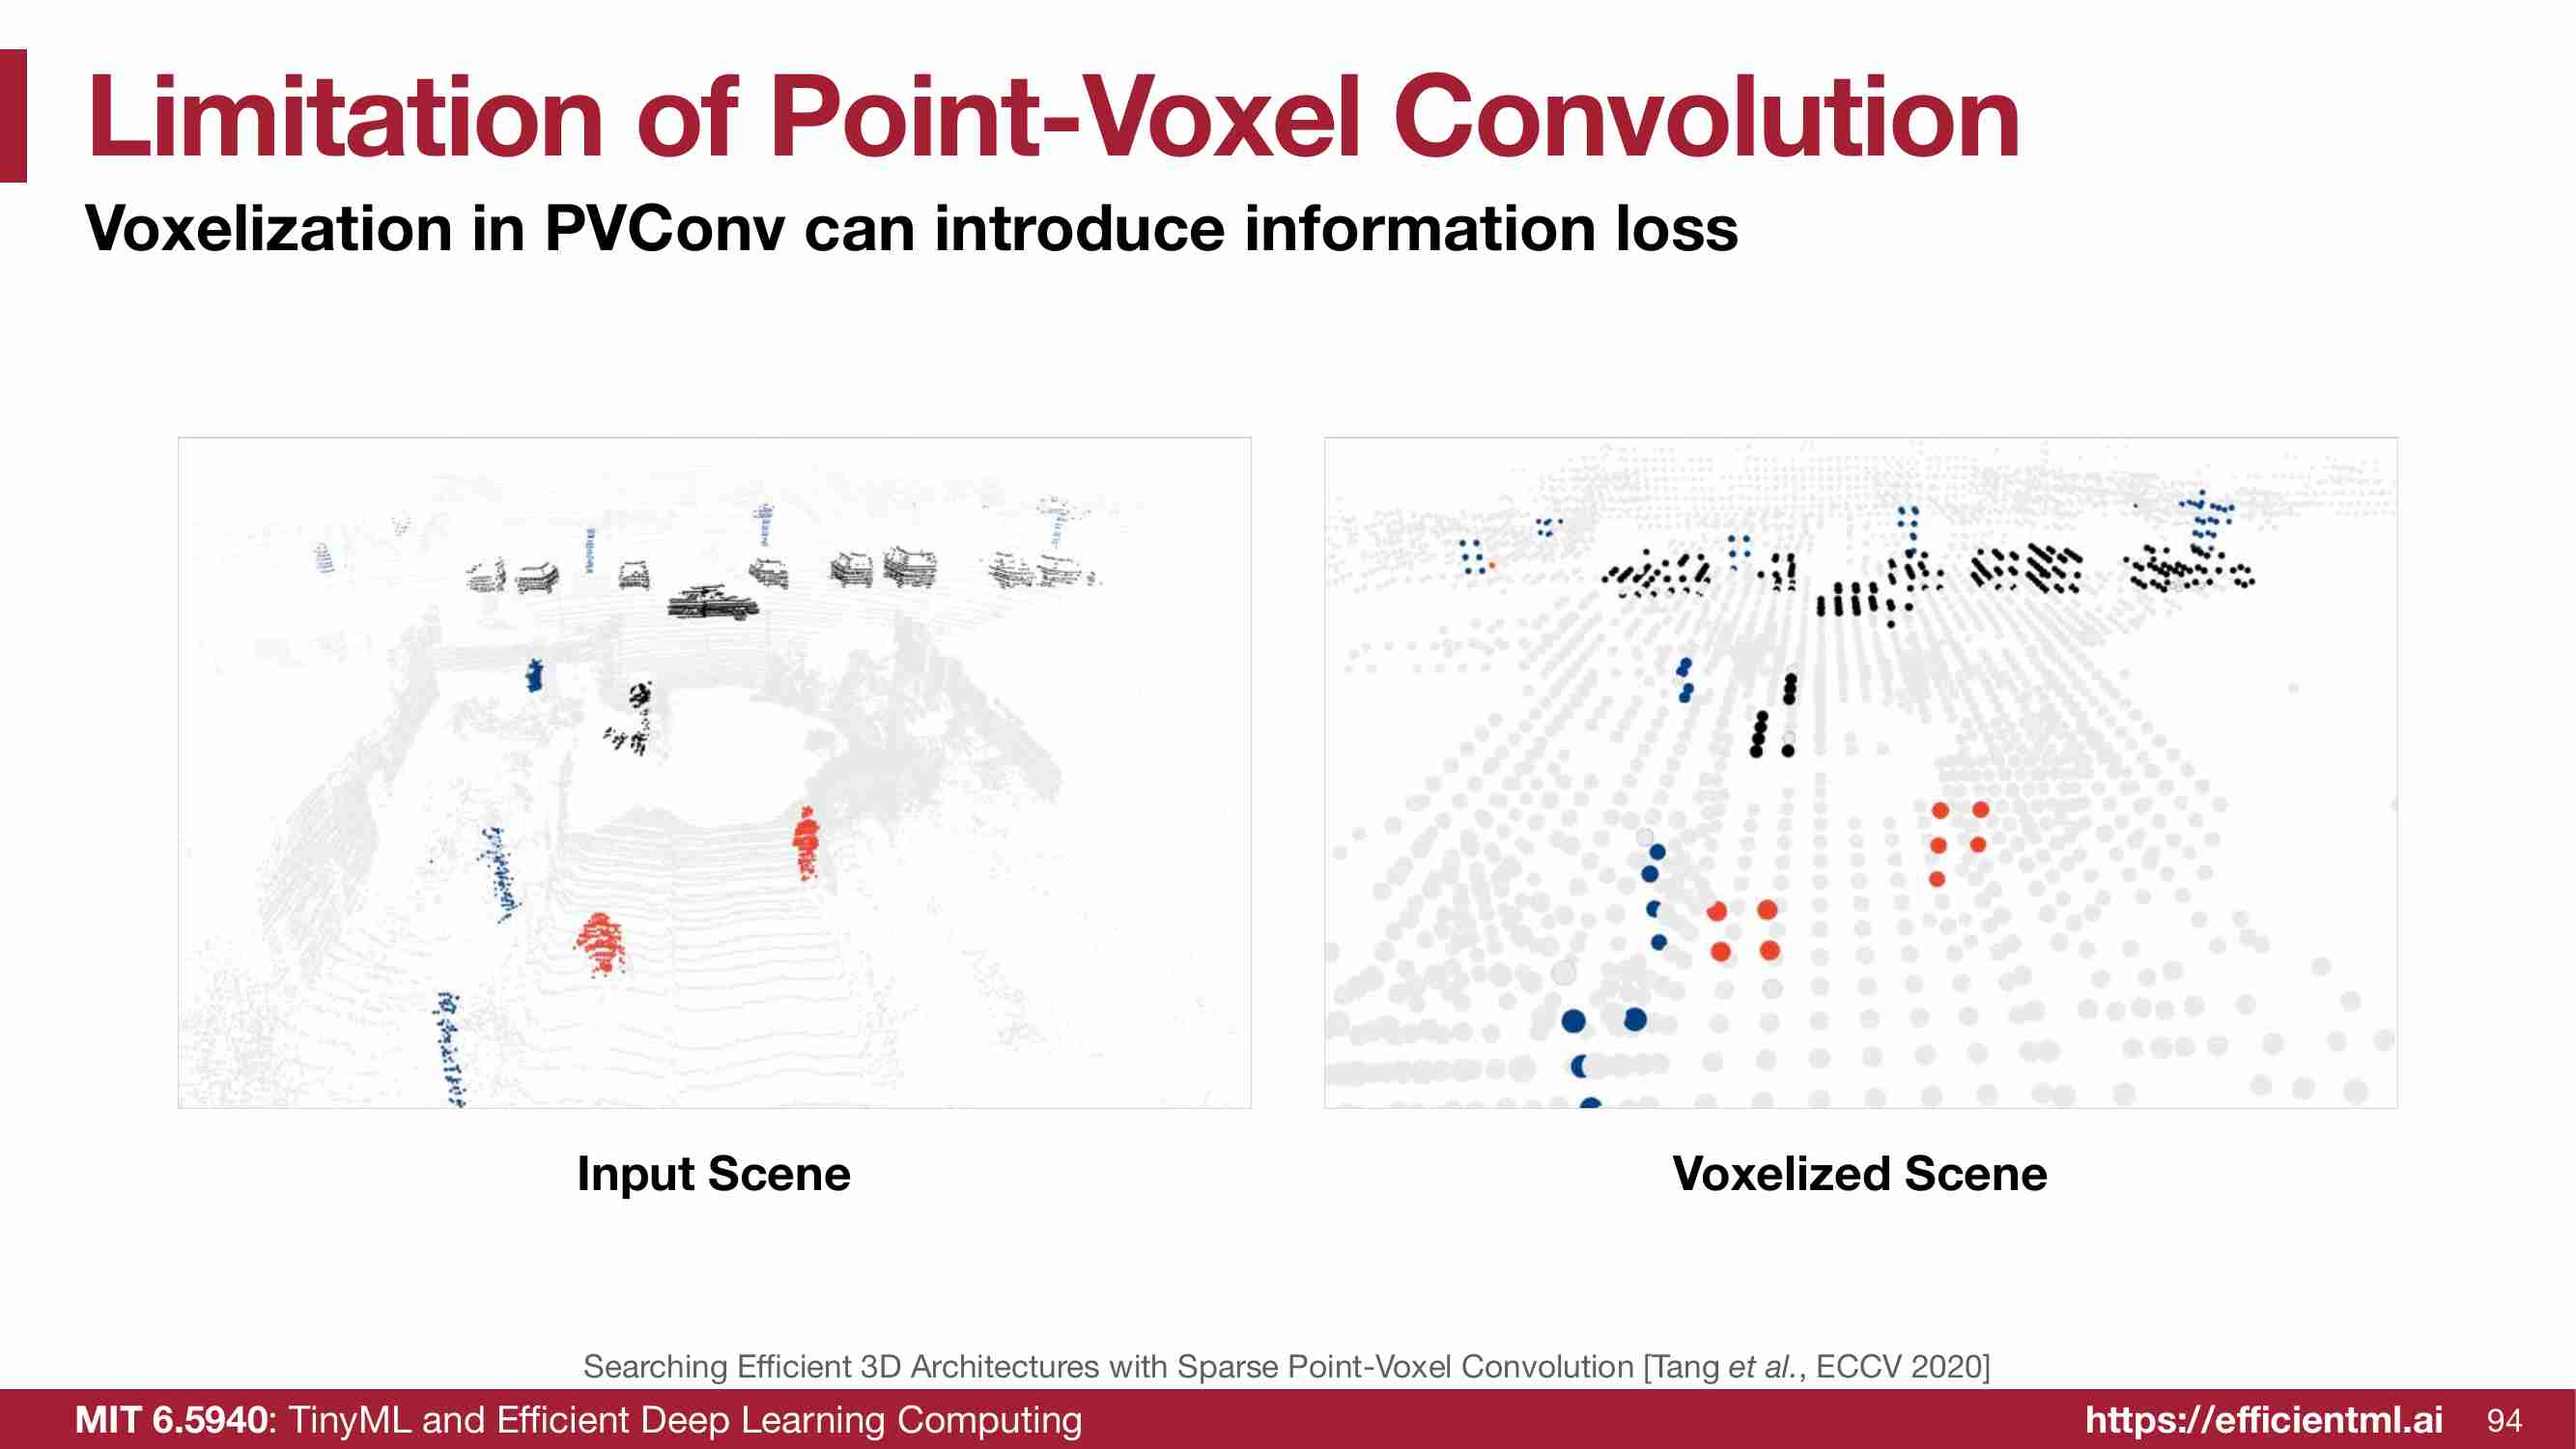 Limitation of Point-Voxel Convolution
Voxelization in PVConv can introduce information loss
Input Scene
Voxelized Scene
Searching Efficient 3D Architectures with Sparse Point-Voxel Convolution [Tang et al., ECCV 2020]
MIT 6.5940: TinyML and Efficient Deep Learning Computing
https://efficientml.ai
94